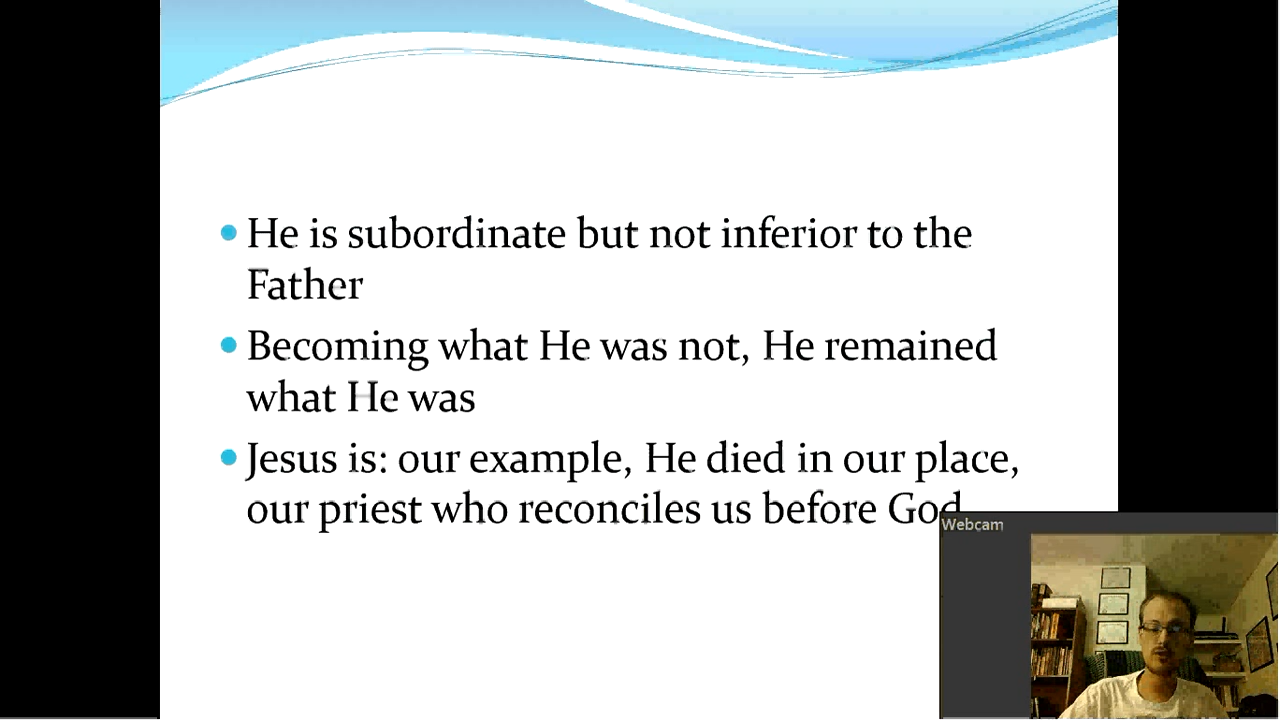 He is subordinate but not inferior to the
Father
Becoming what He was not, He remained
what He was
Jesus is: our example, He died in our place,
our priest who reconciles us before God
Webcam